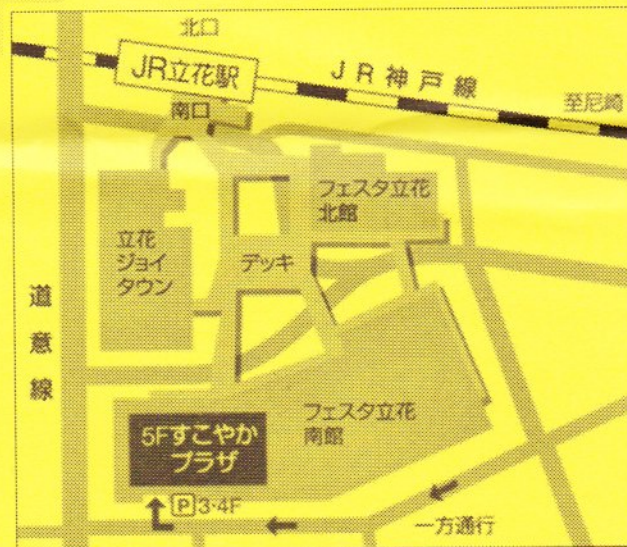 北口
JR立花駅
JR神戸線
至尼崎
南口
フェスタ立花
北館
立花
ジョイ
タウン
デッキ
道意線
フェスタ立花
南館
5Fすこやか
プラザ
P3・4F
一方通行